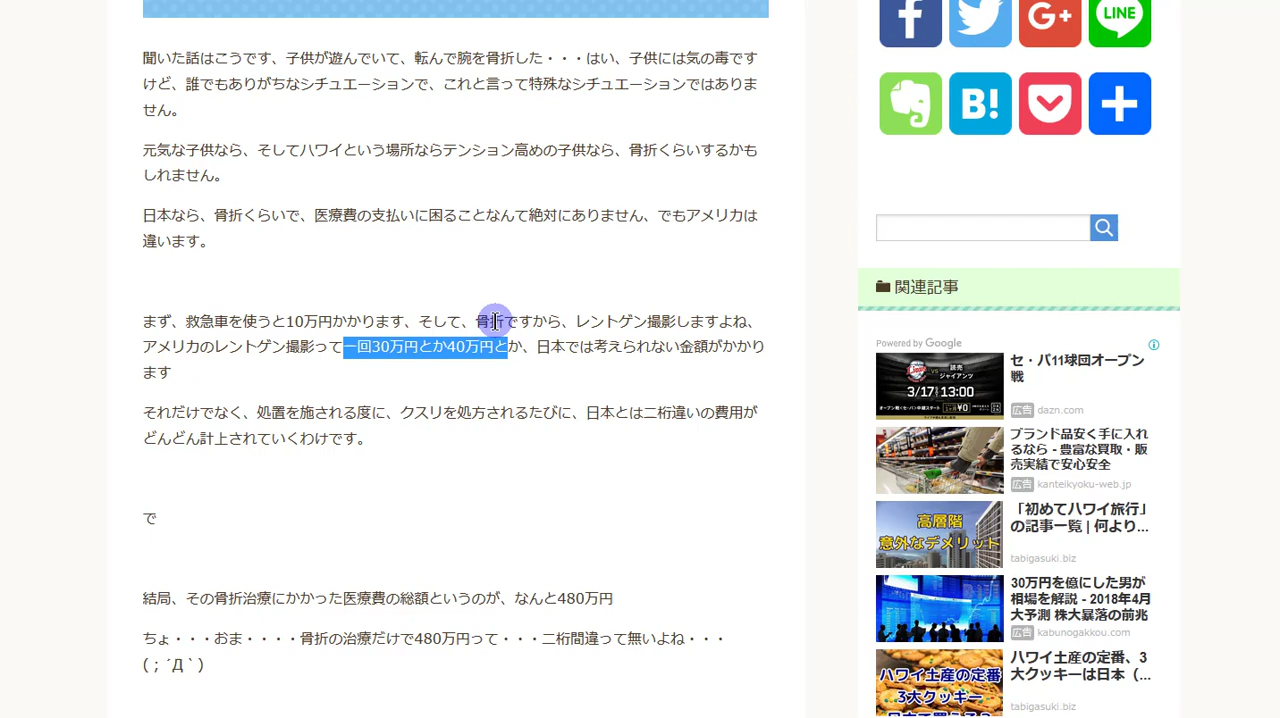 聞いた話はこうです、子供が遊んでいて、転んで腕を骨折した・・・はい、子供には気の毒です
けど、誰でもありがちなシチュエーションで、これと言って特殊なシチュエーションではありま
せん。
元気な子供なら、そしてハワイという場所ならテンション高めの子供なら、骨折くらいするかも
しれません。
日本なら、骨折くらいで、医療費の支払いに困ることなんて絶対にありません、でもアメリカは
違います。
まず、救急車を使うと10万円かかります、そして、骨折ですから、レントゲン撮影しますよね、
アメリカのレントゲン撮影って一回30万円とか40万円とか、日本では考えられない金額がかかり
ます
それだけでなく、処置を施される度に、クスリを処方されるたびに、日本とは二桁違いの費用が
どんどん計上されていくわけです。
で
結局、その骨折治療にかかった医療費の総額というのが、なんと480万円
ちょ・・・おま・・・・骨折の治療だけで480万円って・・・二桁間違って無いよね・・・
(；´Д｀)
f
G+
LINE
B!
関連記事
Powered by Google
読売
ジャイアンツ
VS
3/17 13:00
¥0
セ・パ11球団オープン
戦
広告 dazn.com
ブランド品安く手に入れ
るなら - 豊富な買取・販
売実績で安心安全
広告 kanteikyoku-web.jp
高層階
意外なデメリット
「初めてハワイ旅行」
の記事一覧 | 何より...
tabigasuki.biz
30万円を億にした男が
相場を解説 - 2018年4月
大予測 株大暴落の前兆
広告 kabunogakkou.com
ハワイ土産の定番
3大クッキー
日本で買える？
ハワイ土産の定番、3
大クッキーは日本（...
tabigasuki.biz